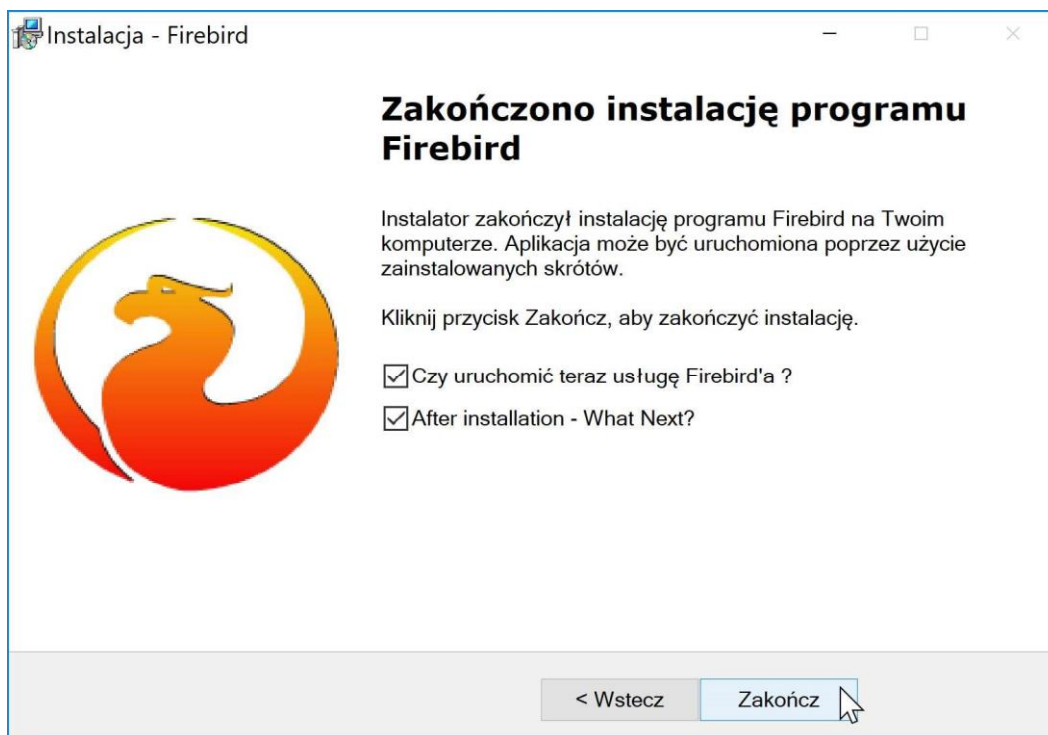 Instalacja - Firebird
Zakończono instalację programu
Firebird
Instalator zakończył instalację programu Firebird na Twoim
komputerze. Aplikacja może być uruchomiona poprzez użycie
zainstalowanych skrótów.
Kliknij przycisk Zakończ, aby zakończyć instalację.
Czy uruchomić teraz usługę Firebird'a ?
After installation - What Next?
< Wstecz
Zakończ